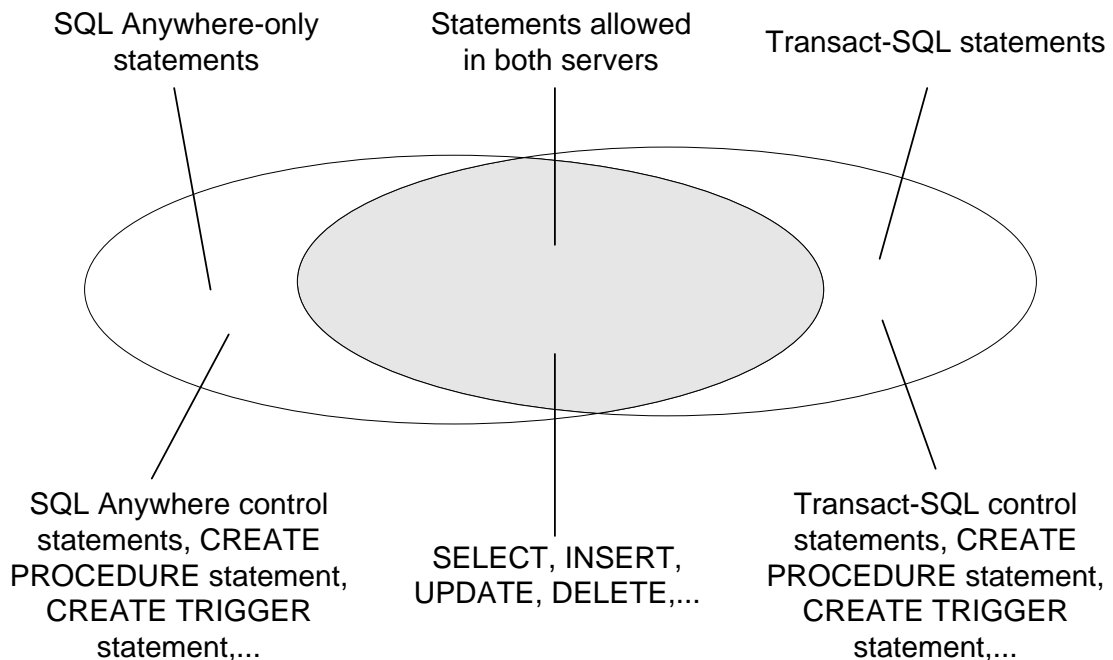 SQL Anywhere-only
statements
Statements allowed
in both servers
Transact-SQL statements
SQL Anywhere control
statements, CREATE
PROCEDURE statement,
CREATE TRIGGER
statement,...
SELECT, INSERT,
UPDATE, DELETE,...
Transact-SQL control
statements, CREATE
PROCEDURE statement,
CREATE TRIGGER
statement,...